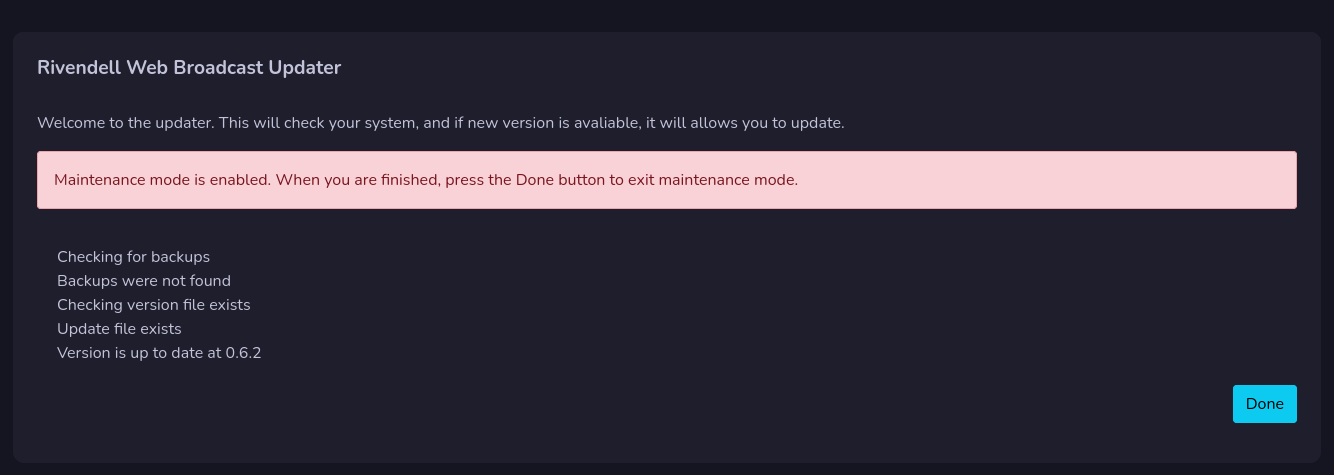 Rivendell Web Broadcast Updater
Welcome to the updater. This will check your system, and if new version is avaliable, it will allows you to update.
Maintenance mode is enabled. When you are finished, press the Done button to exit maintenance mode.
Checking for backups
Backups were not found
Checking version file exists
Update file exists
Version is up to date at 0.6.2
Done